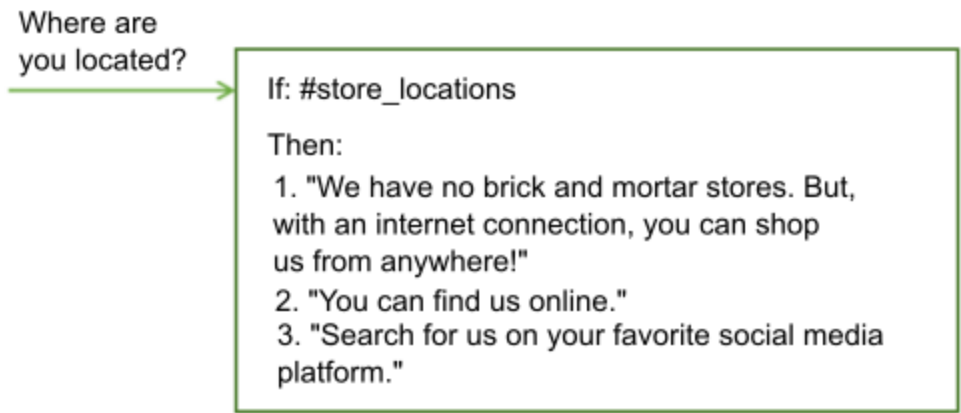 Where are
you located?
If: #store_locations
Then:
1. "We have no brick and mortar stores. But,
with an internet connection, you can shop
us from anywhere!"
2. "You can find us online."
3. "Search for us on your favorite social media
platform."